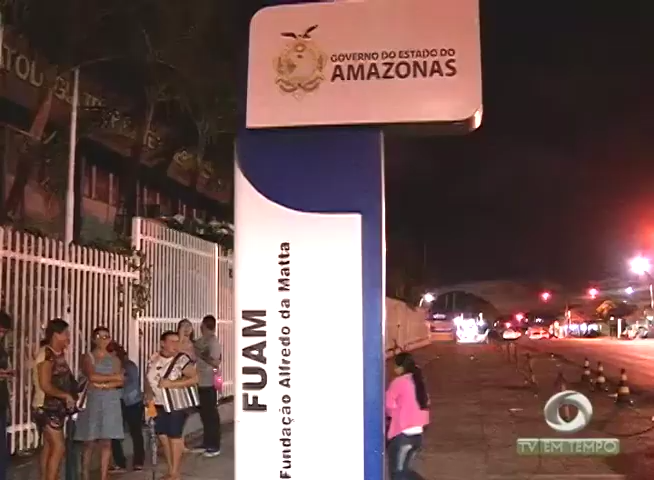 GOVERNO DO ESTADO DO
AMAZONAS
FUAM
Fundação Alfredo da Matta
TV EM TEMPO